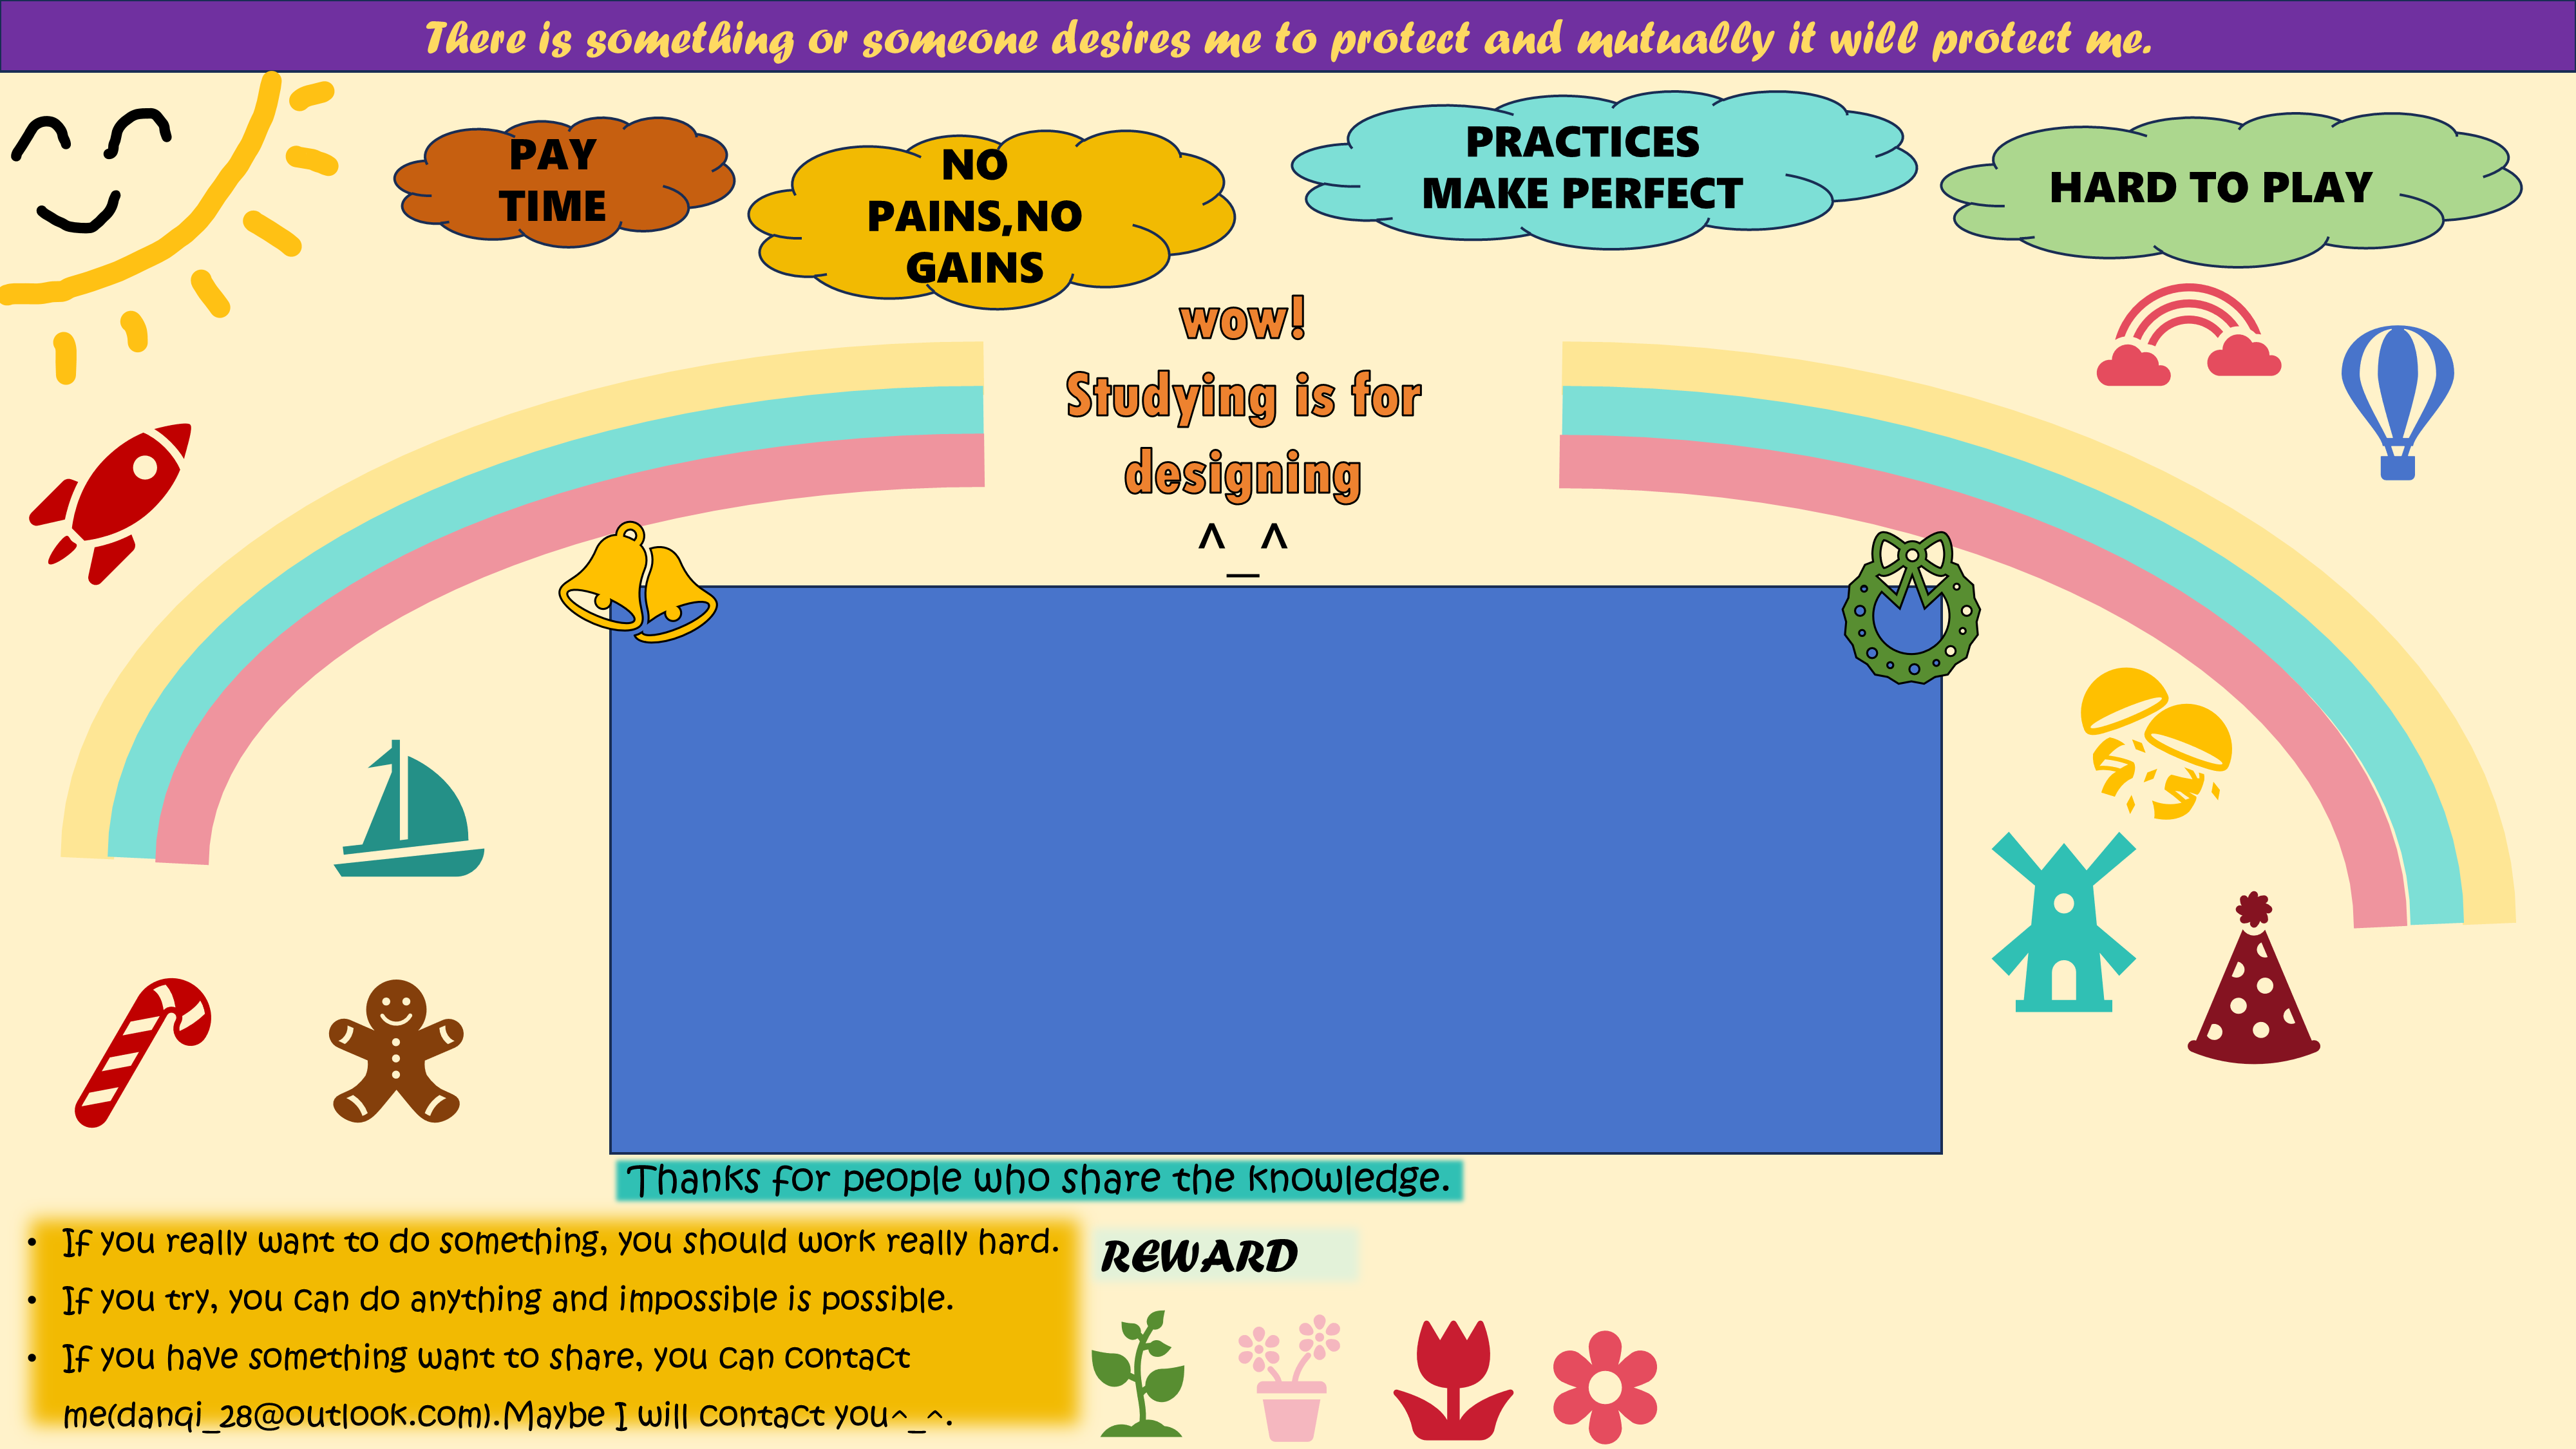 There is something or someone desires me to protect and mutually it will protect me.
PAY
TIME
NO
PAINS,NO
GAINS
PRACTICES
MAKE PERFECT
HARD TO PLAY
wow!
Studying is for
designing
^_^
Thanks for people who share the knowledge.
• If you really want to do something, you should work really hard.
• If you try, you can do anything and impossible is possible.
• If you have something want to share, you can contact
me(danqi_28@outlook.com).Maybe I will contact you^_^.
REWARD